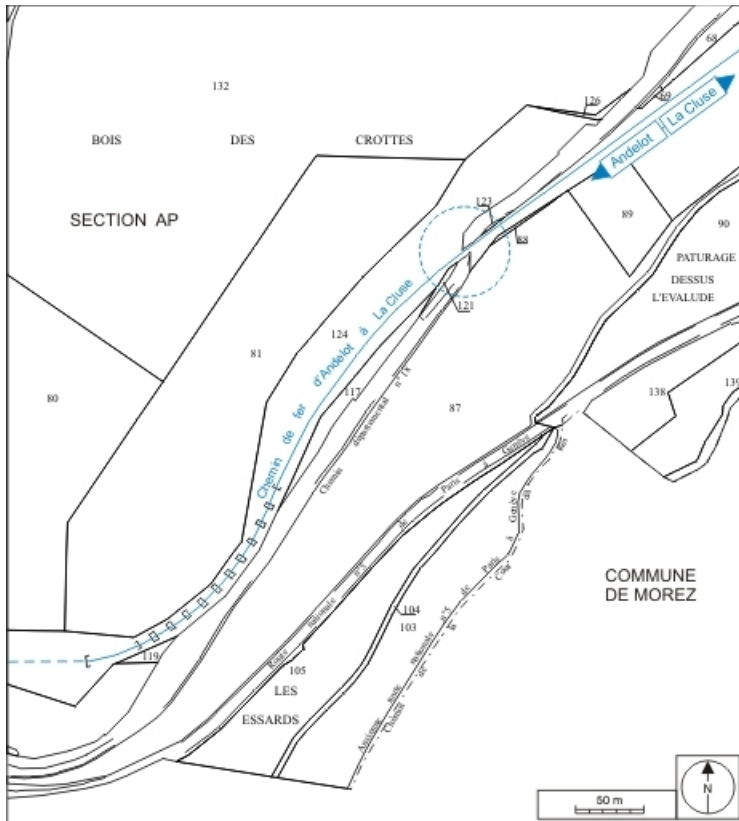 68
126
69
132
La Cluse
Andelot
BOIS DES CROTTES
123
88
89
90
SECTION AP
PATURAGE
DESSUS
L'EVALUDE
121
Chemin de fer d'Andelot à La Cluse
124
81
117
80
87
138
139
Chemin départemental n° 18
Route nationale n°5 de Paris à Genève
Ancienne route nationale n°5 de Paris à Genève
Chemin dit
COMMUNE
DE MOREZ
104
103
119
105
LES
ESSARDS
50 m
N